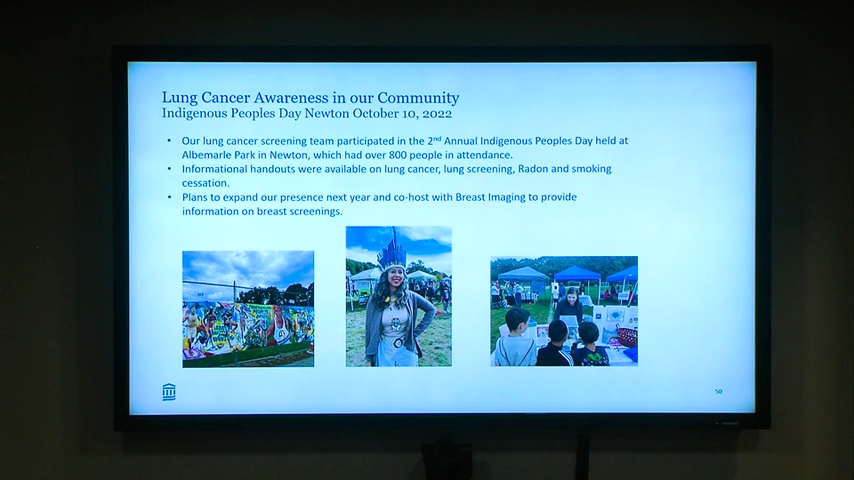 Lung Cancer Awareness in our Community
Indigenous Peoples Day Newton October 10, 2022
• Our lung cancer screening team participated in the 2nd Annual Indigenous Peoples Day held at
Albemarle Park in Newton, which had over 800 people in attendance.
• Informational handouts were available on lung cancer, lung screening, Radon and smoking
cessation.
• Plans to expand our presence next year and co-host with Breast Imaging to provide
information on breast screenings.
50